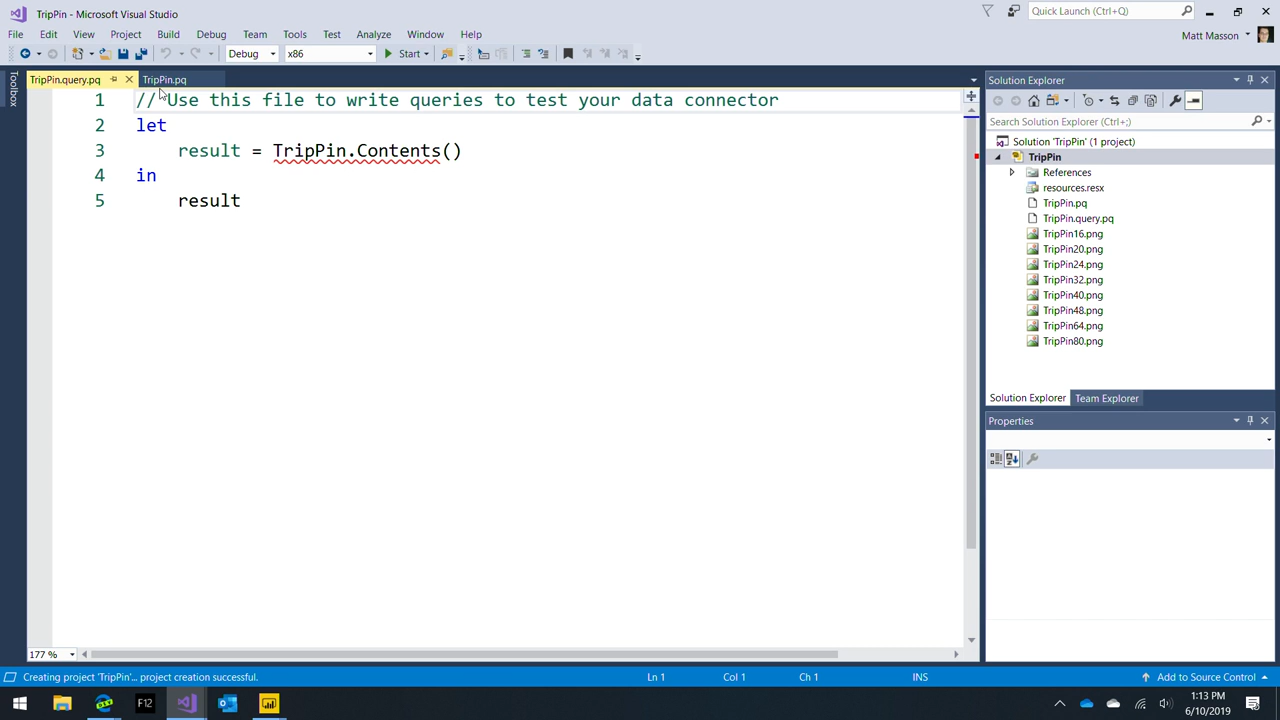 TripPin - Microsoft Visual Studio
Quick Launch (Ctrl+Q)
File Edit View Project Build Debug Team Tools Test Analyze Window Help
Matt Masson
Debug x86 Start
Toolbox
TripPin.query.pq TripPin.pq
1 // Use this file to write queries to test your data connector
2 let
3 result = TripPin.Contents()
4 in
5 result
177 %
Solution Explorer
Search Solution Explorer (Ctrl+;)
Solution 'TripPin' (1 project)
TripPin
References
resources.resx
TripPin.pq
TripPin.query.pq
TripPin16.png
TripPin20.png
TripPin24.png
TripPin32.png
TripPin40.png
TripPin48.png
TripPin64.png
TripPin80.png
Solution Explorer Team Explorer
Properties
Creating project 'TripPin'... project creation successful. Ln 1 Col 1 Ch 1 INS Add to Source Control
F12
1:13 PM
6/10/2019